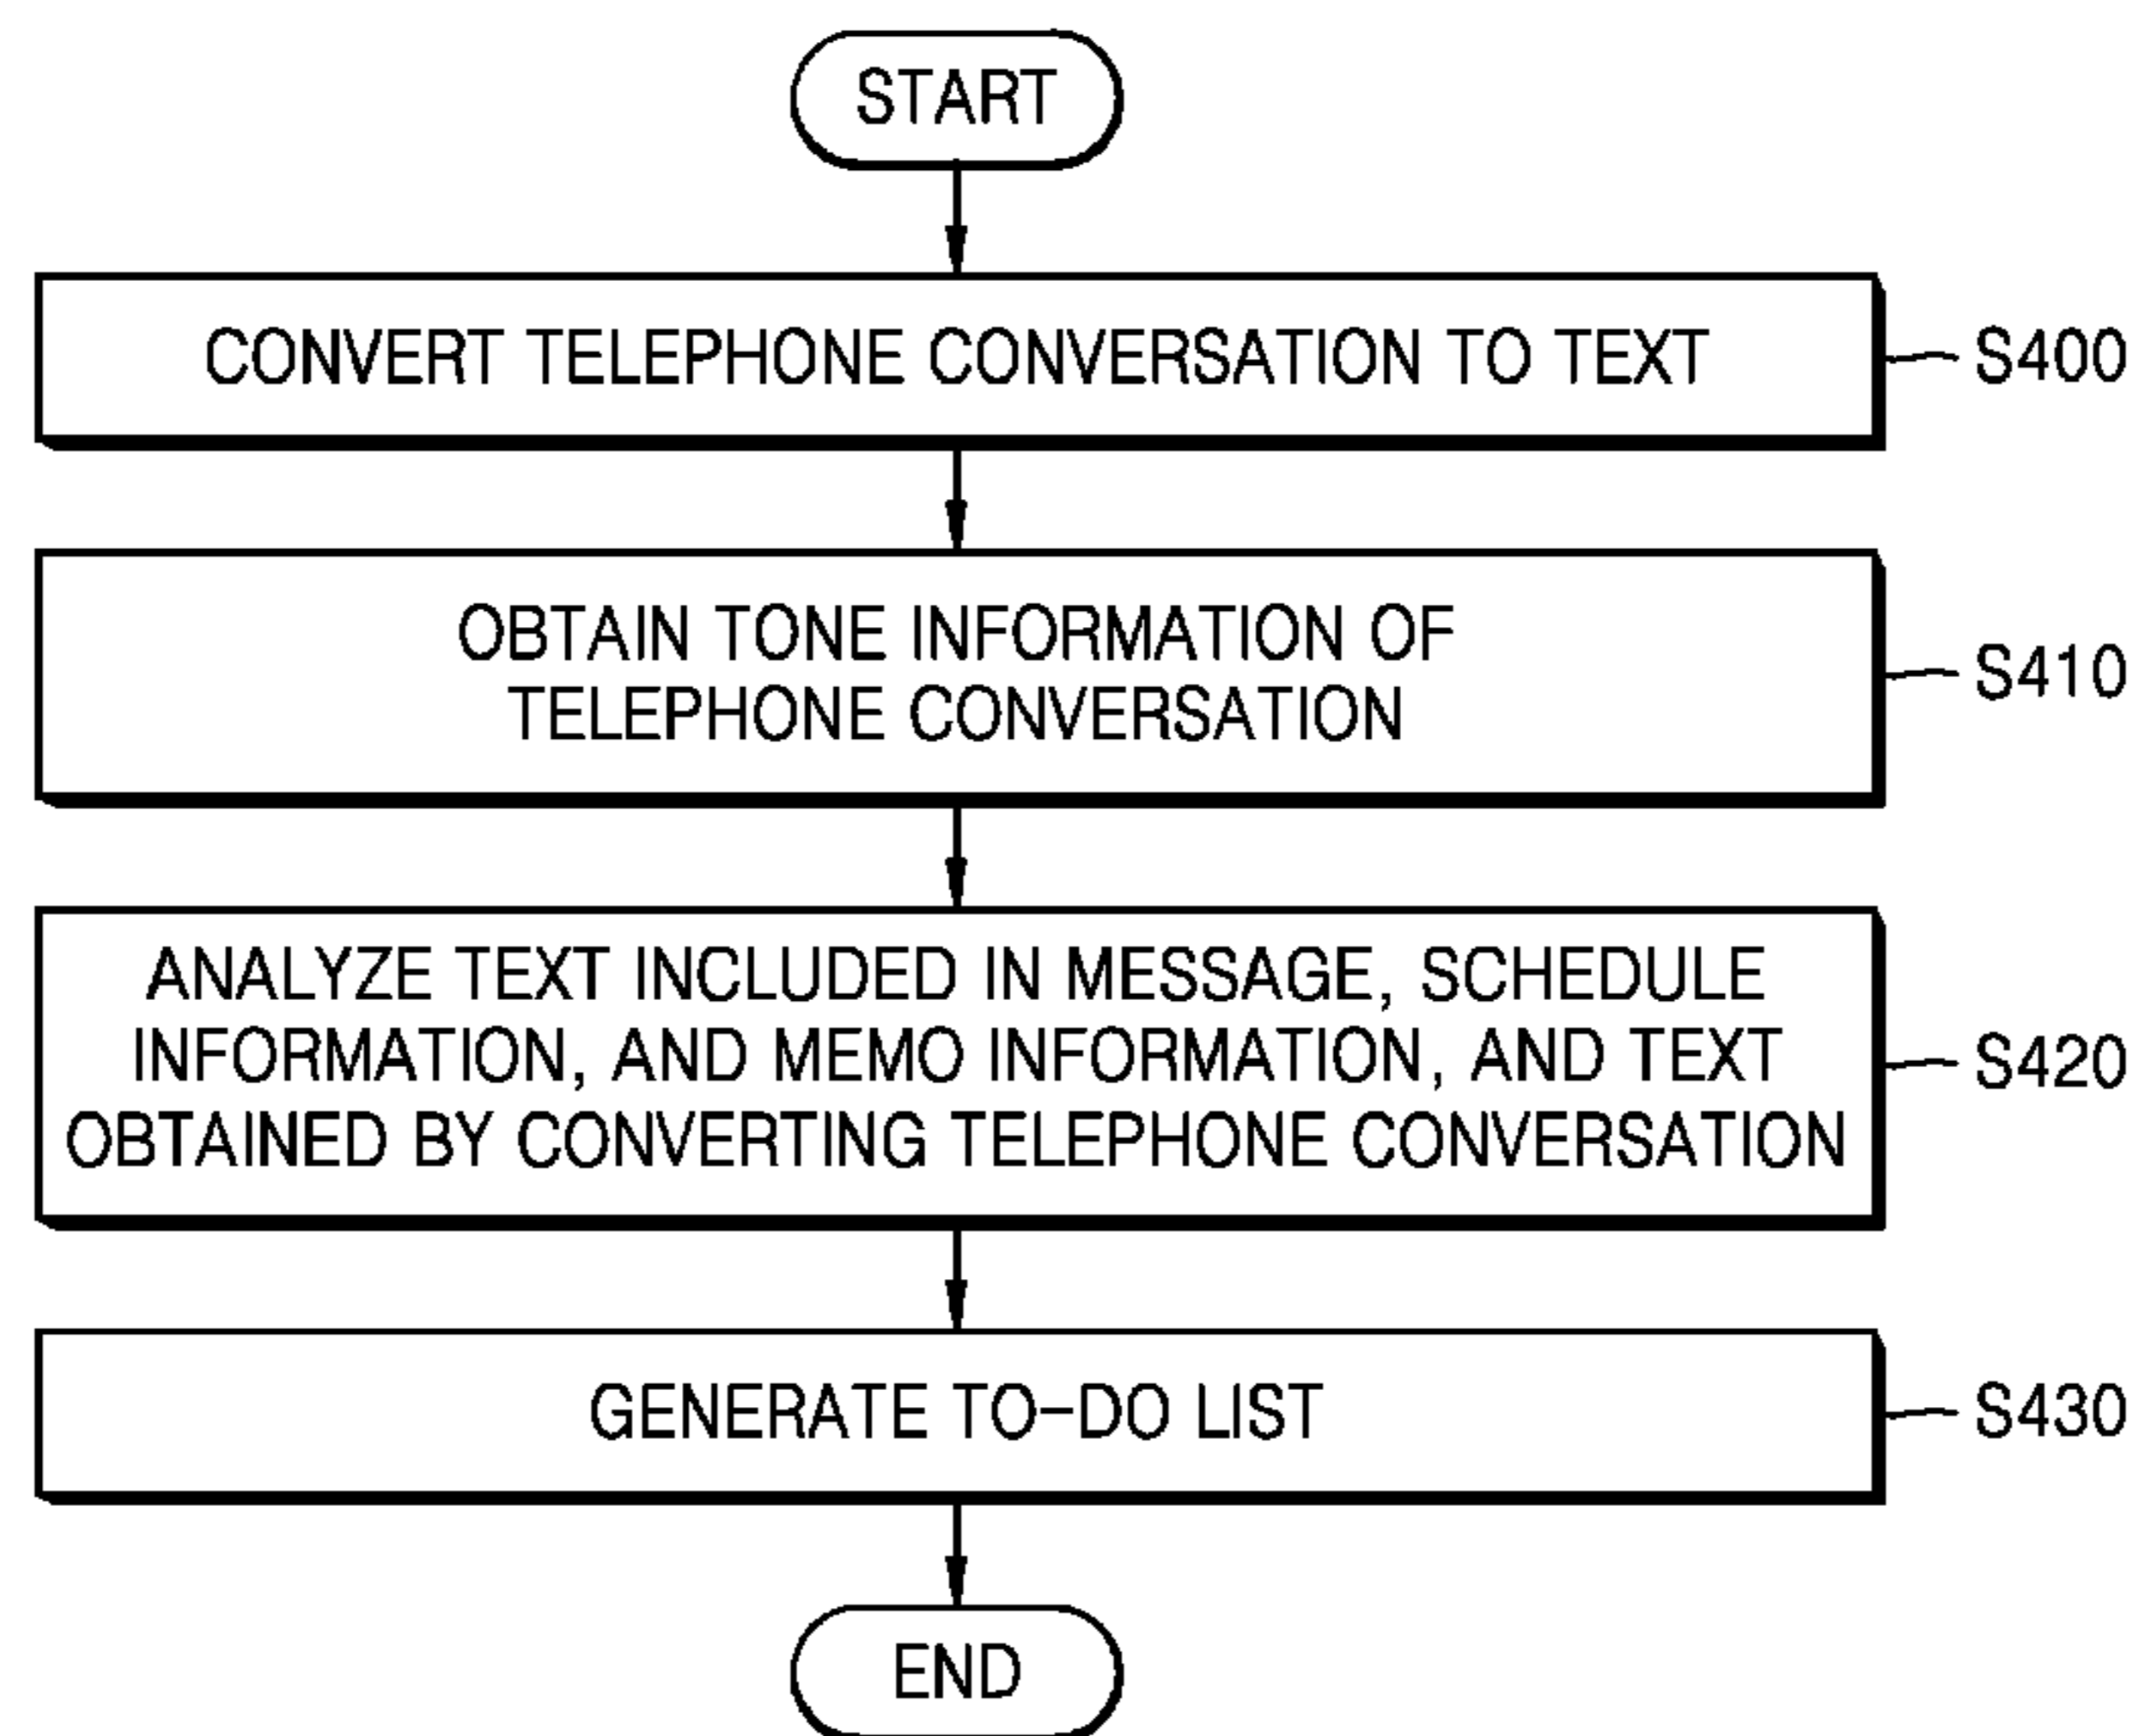 START
CONVERT TELEPHONE CONVERSATION TO TEXT
S400
OBTAIN TONE INFORMATION OF
TELEPHONE CONVERSATION
S410
ANALYZE TEXT INCLUDED IN MESSAGE, SCHEDULE
INFORMATION, AND MEMO INFORMATION, AND TEXT
OBTAINED BY CONVERTING TELEPHONE CONVERSATION
S420
GENERATE TO-DO LIST
S430
END